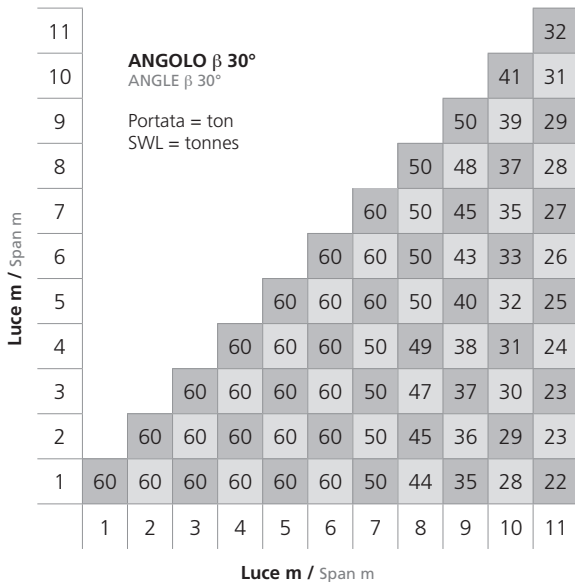 11 32
ANGOLO β 30°
ANGLE β 30°
10 41 31
Portata = ton
SWL = tonnes
9 50 39 29
8 50 48 37 28
7 60 50 45 35 27
6 60 60 50 43 33 26
5 60 60 60 50 40 32 25
4 60 60 60 50 49 38 31 24
3 60 60 60 60 50 47 37 30 23
2 60 60 60 60 60 50 45 36 29 23
1 60 60 60 60 60 60 50 44 35 28 22
1 2 3 4 5 6 7 8 9 10 11
Luce m / Span m
Luce m / Span m